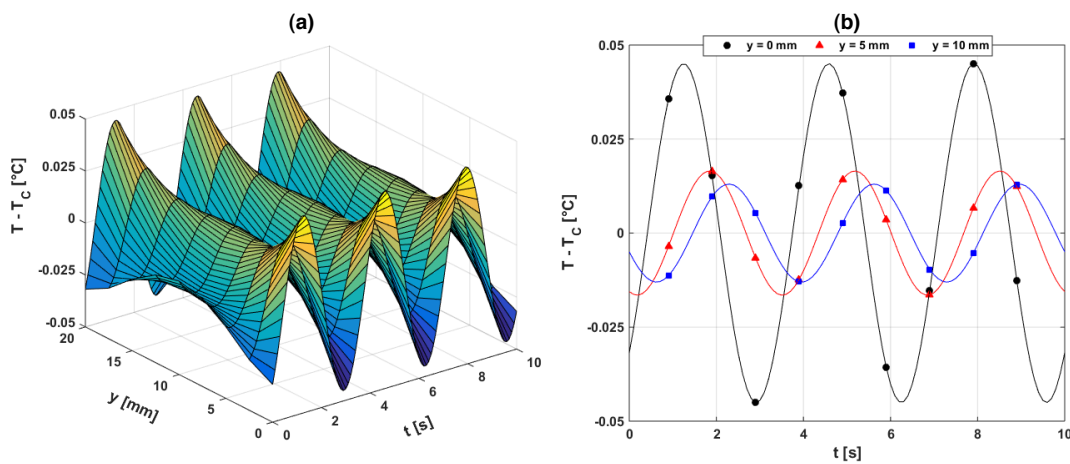 (a)
T - T_C [°C]
0.05
0.025
0
-0.025
-0.05
20
15
10
5
0
y [mm]
0
2
4
6
8
10
t [s]
(b)
y = 0 mm y = 5 mm y = 10 mm
T - T_C [°C]
0.05
0.025
0
-0.025
-0.05
0 2 4 6 8 10
t [s]